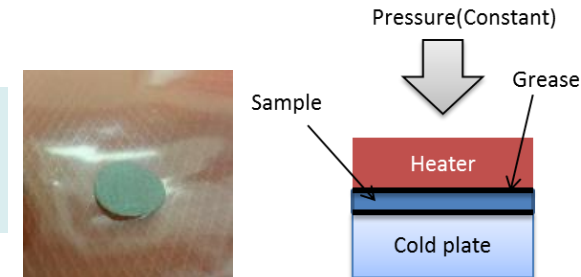 Pressure(Constant)
Grease
Sample
Heater
Cold plate